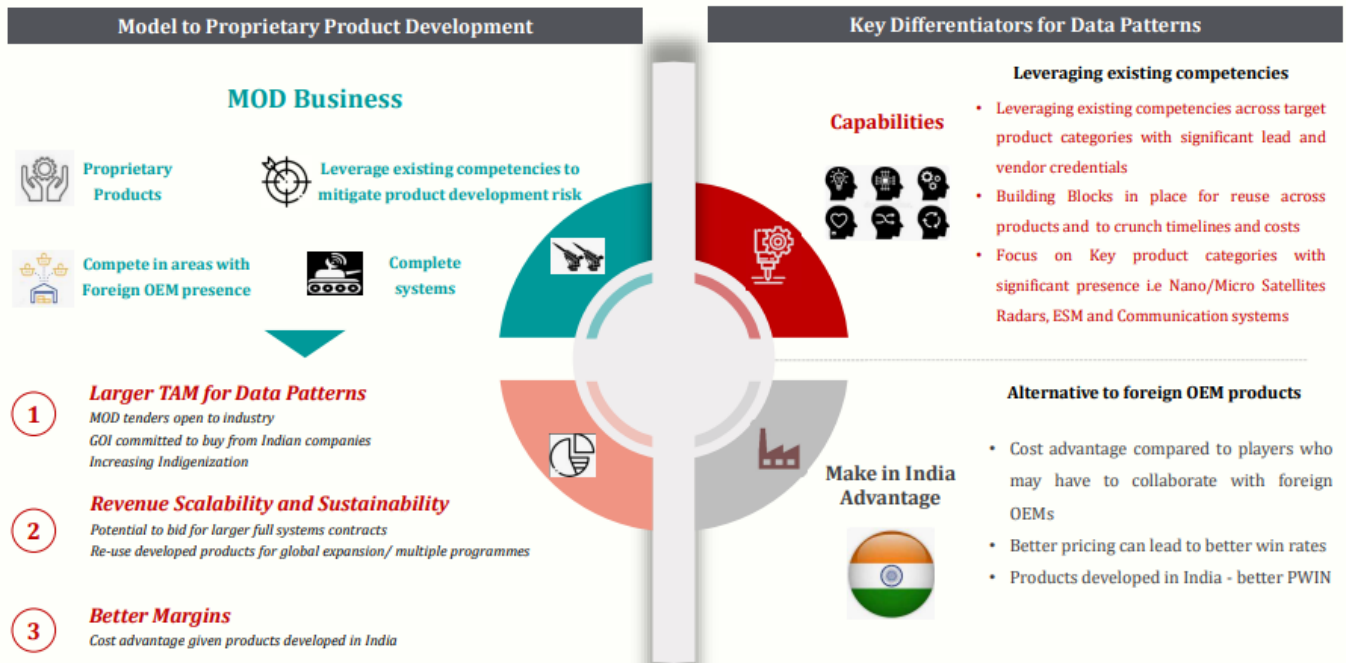 Model to Proprietary Product Development
MOD Business
Proprietary
Products
Leverage existing competencies to
mitigate product development risk
Compete in areas with
Foreign OEM presence
Complete
systems
1
Larger TAM for Data Patterns
MOD tenders open to industry
GOI committed to buy from Indian companies
Increasing Indigenization
2
Revenue Scalability and Sustainability
Potential to bid for larger full systems contracts
Re-use developed products for global expansion/ multiple programmes
3
Better Margins
Cost advantage given products developed in India
Key Differentiators for Data Patterns
Capabilities
Leveraging existing competencies
• Leveraging existing competencies across target
product categories with significant lead and
vendor credentials
• Building Blocks in place for reuse across
products and to crunch timelines and costs
• Focus on Key product categories with
significant presence i.e Nano/Micro Satellites
Radars, ESM and Communication systems
Make in India
Advantage
Alternative to foreign OEM products
• Cost advantage compared to players who
may have to collaborate with foreign
OEMs
• Better pricing can lead to better win rates
• Products developed in India - better PWIN